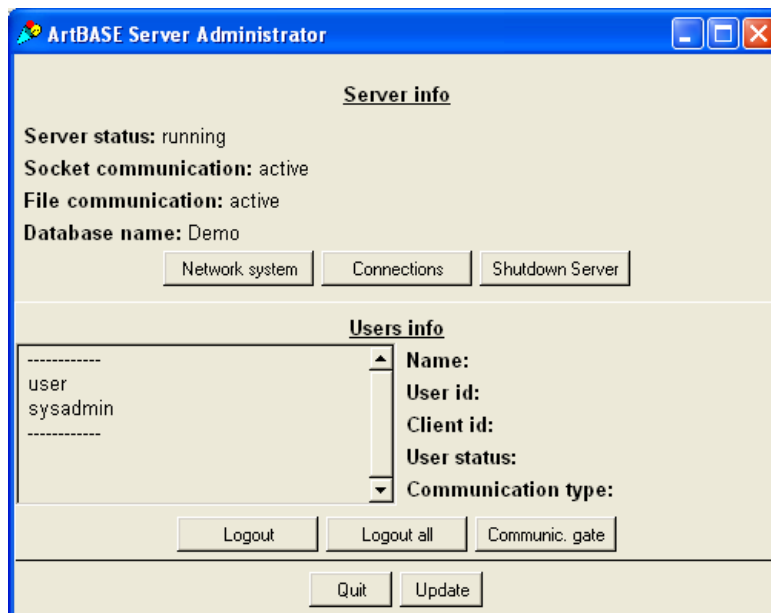 ArtBASE Server Administrator
Server info
Server status: running
Socket communication: active
File communication: active
Database name: Demo
Network system Connections Shutdown Server
Users info
------------
user
sysadmin
------------
Name:
User id:
Client id:
User status:
Communication type:
Logout Logout all Communic. gate
Quit Update